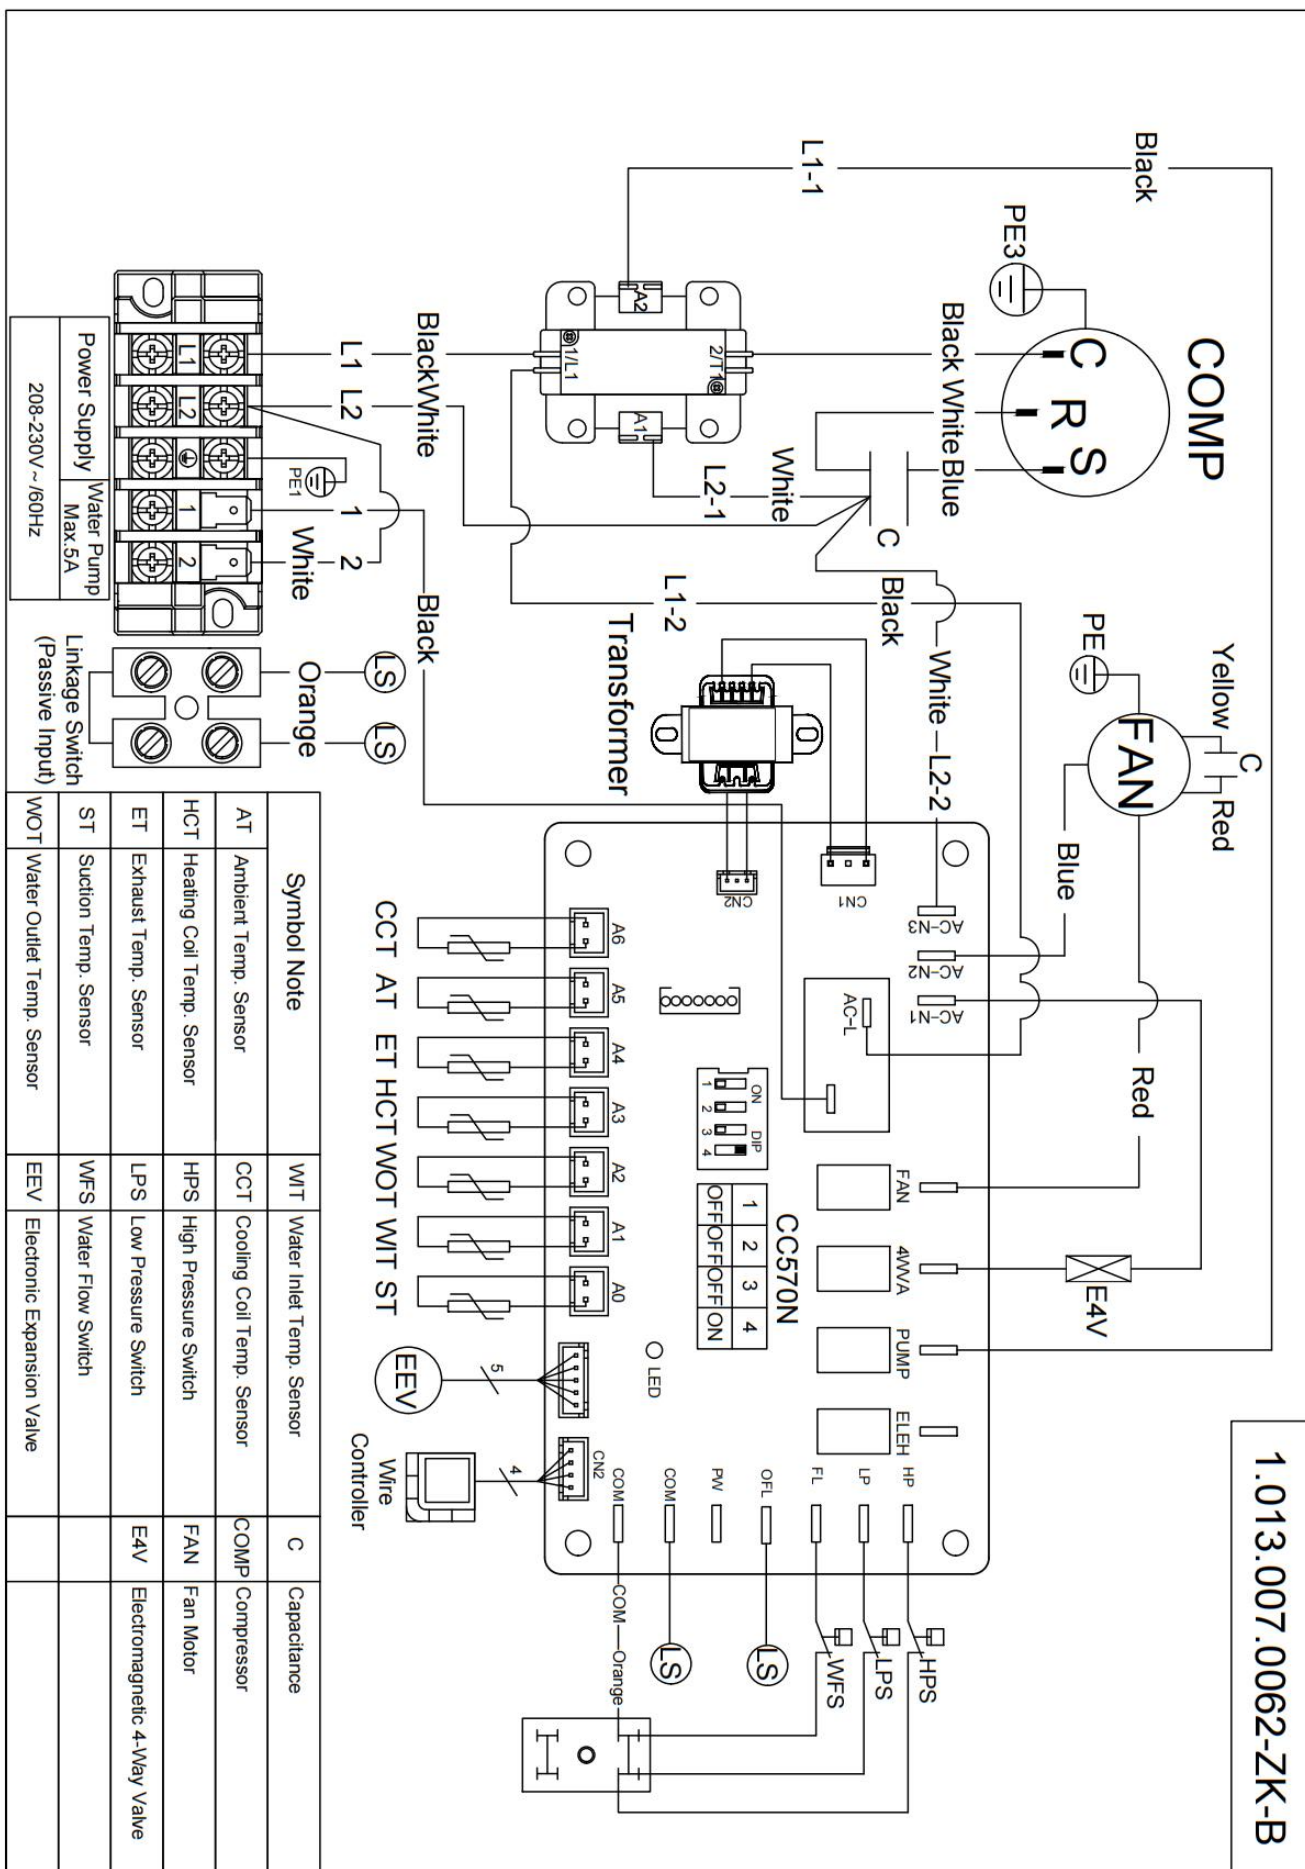 1.013.007.0062-ZK-B
COMP
C R S
PE3
Black
L1-1
Black
White
Blue
A2
2/T1
1/L1
A1
L2-1
White
C
Black
White
L1
L2
L1-2
Black
White
L2-2
PE
FAN
Yellow
C
Red
Blue
Red
E4V
Transformer
L1
L2
1
2
PE1
1
2
White
Black
Power Supply
Water Pump
Max.5A
208-230V~/60Hz
Orange
LS
LS
Linkage Switch
(Passive Input)
CN1
CN2
AC-N3
AC-N2
AC-N1
AC-L
FAN
4WVA
PUMP
ELEH
HP
LP
FL
OFL
PW
COM
COM
CC570N
ON
DIP
1
2
3
4
1 2 3 4
OFF OFF OFF ON
LED
A6
A5
A4
A3
A2
A1
A0
CCT
AT
ET
HCT
WOT
WIT
ST
5
EEV
CN2
4
Wire
Controller
HPS
LPS
WFS
LS
LS
COM
Orange
Symbol Note
WIT Water Inlet Temp. Sensor
C Capacitance
AT Ambient Temp. Sensor
CCT Cooling Coil Temp. Sensor
COMP Compressor
HCT Heating Coil Temp. Sensor
HPS High Pressure Switch
FAN Fan Motor
ET Exhaust Temp. Sensor
LPS Low Pressure Switch
E4V Electromagnetic 4-Way Valve
ST Suction Temp. Sensor
WFS Water Flow Switch
WOT Water Outlet Temp. Sensor
EEV Electronic Expansion Valve